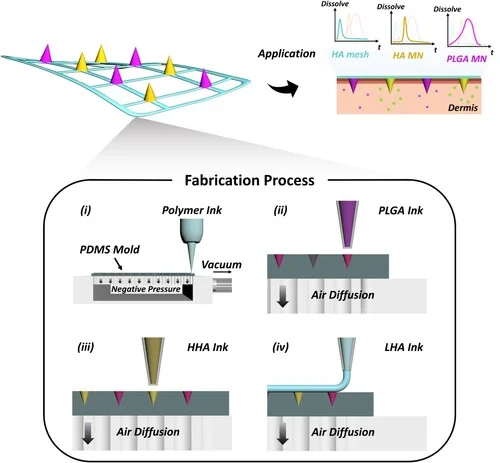 Dissolve
Dissolve
Dissolve
t
t
t
HA mesh
HA MN
PLGA MN
Application
Dermis
Fabrication Process
(i)
Polymer Ink
PDMS Mold
Vacuum
Negative Pressure
(ii)
PLGA Ink
Air Diffusion
(iii)
HHA Ink
Air Diffusion
(iv)
LHA Ink
Air Diffusion